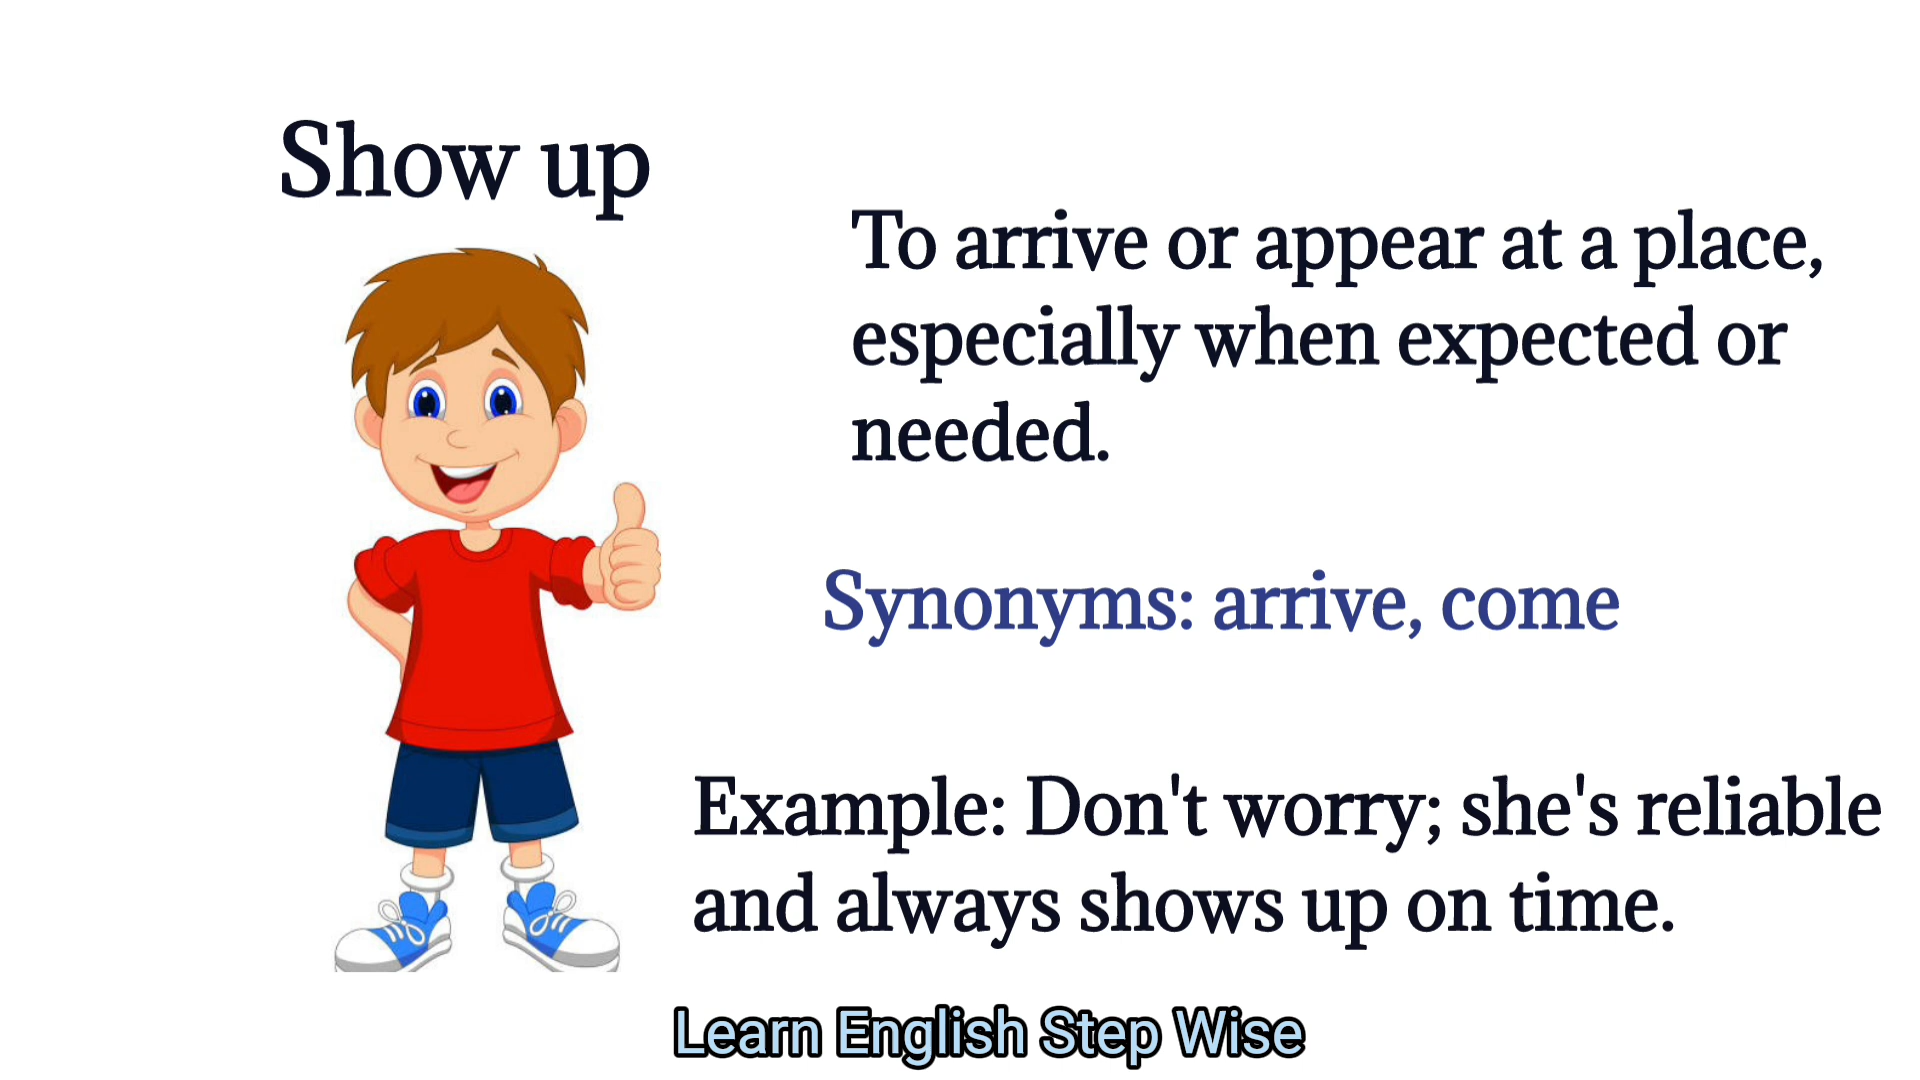 Show up
To arrive or appear at a place,
especially when expected or
needed.
Synonyms: arrive, come
Example: Don't worry; she's reliable
and always shows up on time.
Learn English Step Wise